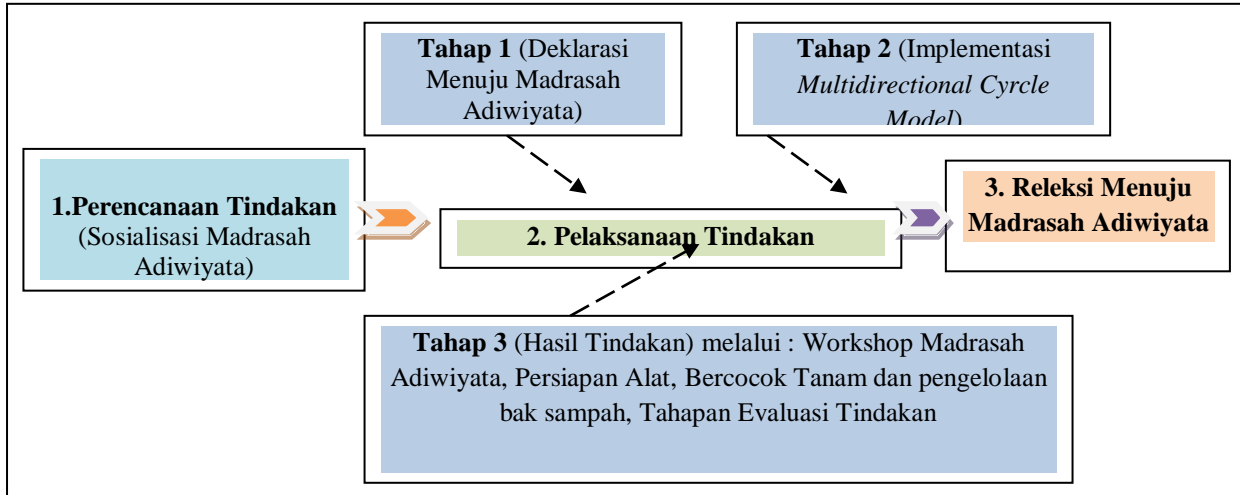 Tahap 1 (Deklarasi
Menuju Madrasah
Adiwiyata)
Tahap 2 (Implementasi
Multidirectional Cyrcle
Model)
1.Perencanaan Tindakan
(Sosialisasi Madrasah
Adiwiyata)
2. Pelaksanaan Tindakan
3. Releksi Menuju
Madrasah Adiwiyata
Tahap 3 (Hasil Tindakan) melalui : Workshop Madrasah
Adiwiyata, Persiapan Alat, Bercocok Tanam dan pengelolaan
bak sampah, Tahapan Evaluasi Tindakan